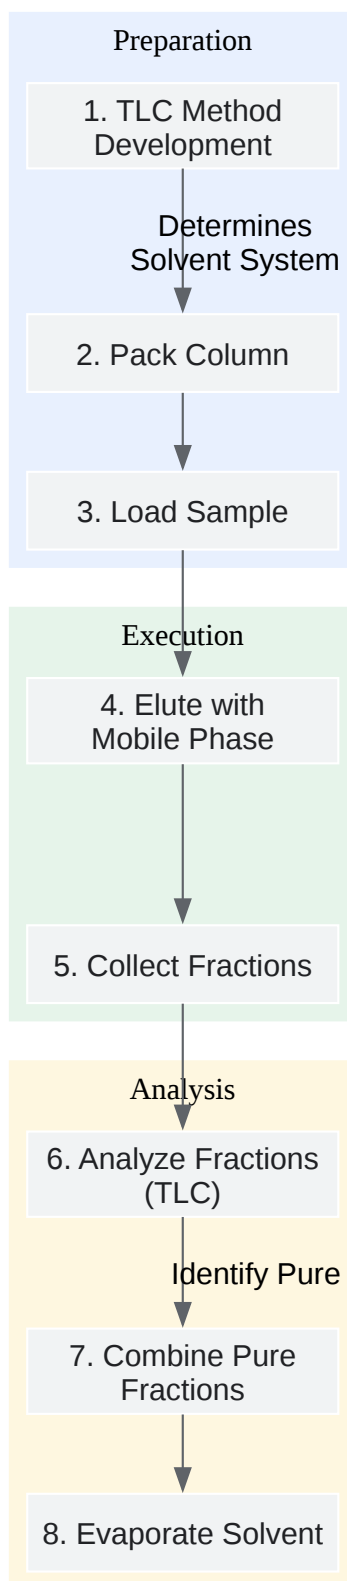 Preparation
1. TLC Method
Development
Determines
Solvent System
2. Pack Column
3. Load Sample
Execution
4. Elute with
Mobile Phase
5. Collect Fractions
Analysis
6. Analyze Fractions
(TLC)
Identify Pure
7. Combine Pure
Fractions
8. Evaporate Solvent